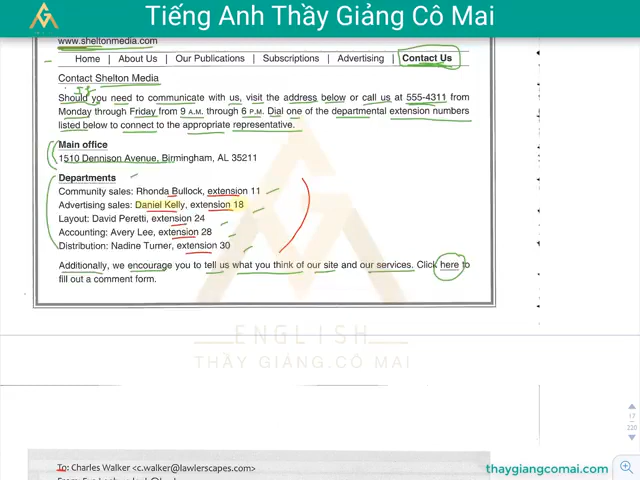 Tiếng Anh Thầy Giảng Cô Mai
www.sheltonmedia.com
Home | About Us | Our Publications | Subscriptions | Advertising | Contact Us
Contact Shelton Media
If
Should you need to communicate with us, visit the address below or call us at 555-4311 from
Monday through Friday from 9 A.M. through 6 P.M. Dial one of the departmental extension numbers
listed below to connect to the appropriate representative.
Main office
1510 Dennison Avenue, Birmingham, AL 35211
Departments
Community sales: Rhonda Bullock, extension 11
Advertising sales: Daniel Kelly, extension 18
Layout: David Peretti, extension 24
Accounting: Avery Lee, extension 28
Distribution: Nadine Turner, extension 30
Additionally, we encourage you to tell us what you think of our site and our services. Click here to
fill out a comment form.
ENGLISH
THẦY GIẢNG.CÔ MAI
17
220
To: Charles Walker <c.walker@lawlerscapes.com>
thaygiangcomai.com